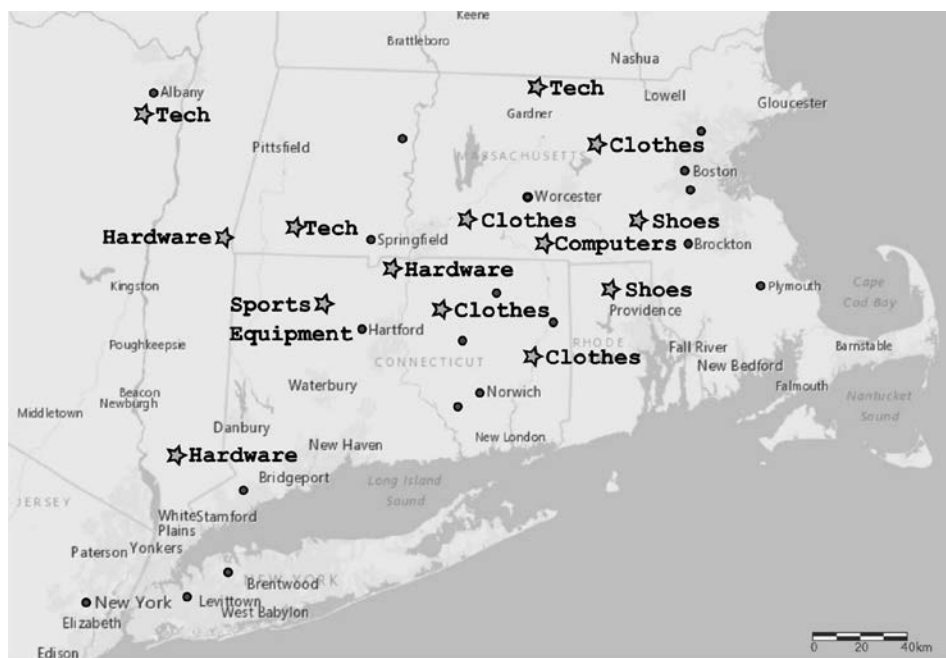 Keene
Brattleboro
Nashua
Tech
Lowell
Albany
Gloucester
Tech
Gardner
Pittsfield
Clothes
MASSACHUSETTS
Boston
Worcester
Clothes
Shoes
Tech
Hardware
Springfield
Computers
Brockton
Hardware
Kingston
Shoes
Plymouth
Cape
Cod Bay
Sports
Equipment
Clothes
Providence
Hartford
Poughkeepsie
RHODE
Fall River
Barnstable
CONNECTICUT
Clothes
New Bedford
Waterbury
Falmouth
Beacon
Newburgh
Norwich
Nantucket
Sound
Middletown
Danbury
New Haven
New London
Hardware
Bridgeport
Long Island
Sound
JERSEY
White
Plains
Stamford
Paterson
Yonkers
NEW YORK
Brentwood
New York
Levittown
West Babylon
Elizabeth
Edison
0 20 40km